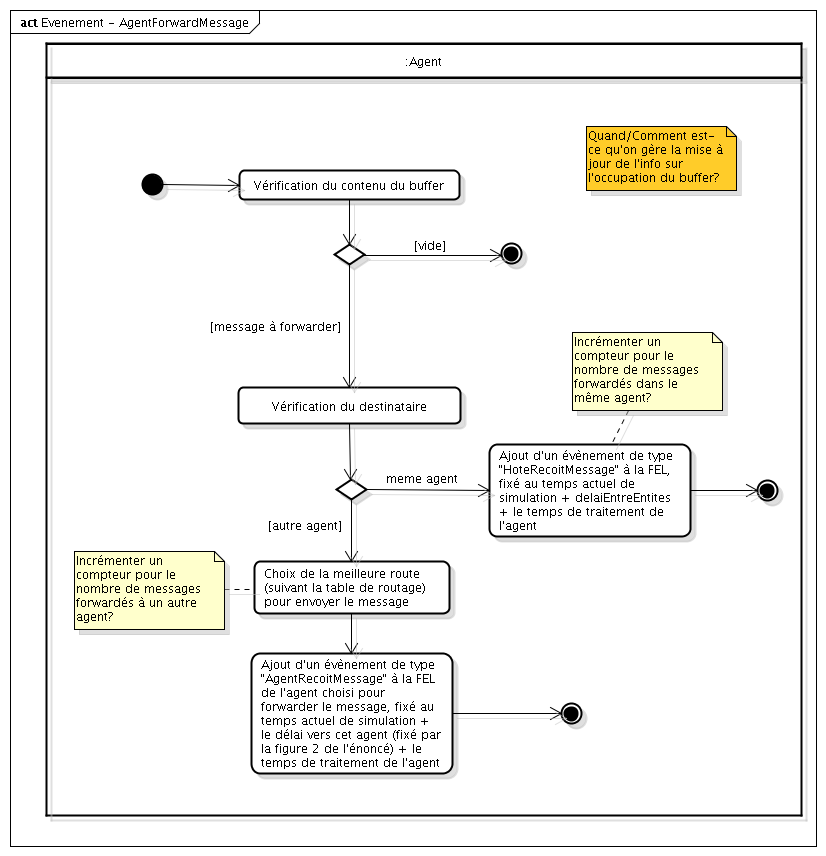 act Evenement - AgentForwardMessage
:Agent
Quand/Comment est-
ce qu'on gère la mise à
jour de l'info sur
l'occupation du buffer?
Vérification du contenu du buffer
[vide]
[message à forwarder]
Incrémenter un
compteur pour le
nombre de messages
forwardés dans le
même agent?
Vérification du destinataire
meme agent
Ajout d'un évènement de type
"HoteRecoitMessage" à la FEL,
fixé au temps actuel de
simulation + delaiEntreEntites
+ le temps de traitement de
l'agent
[autre agent]
Incrémenter un
compteur pour le
nombre de messages
forwardés à un autre
agent?
Choix de la meilleure route
(suivant la table de routage)
pour envoyer le message
Ajout d'un évènement de type
"AgentRecoitMessage" à la FEL
de l'agent choisi pour
forwarder le message, fixé au
temps actuel de simulation +
le délai vers cet agent (fixé par
la figure 2 de l'énoncé) + le
temps de traitement de l'agent